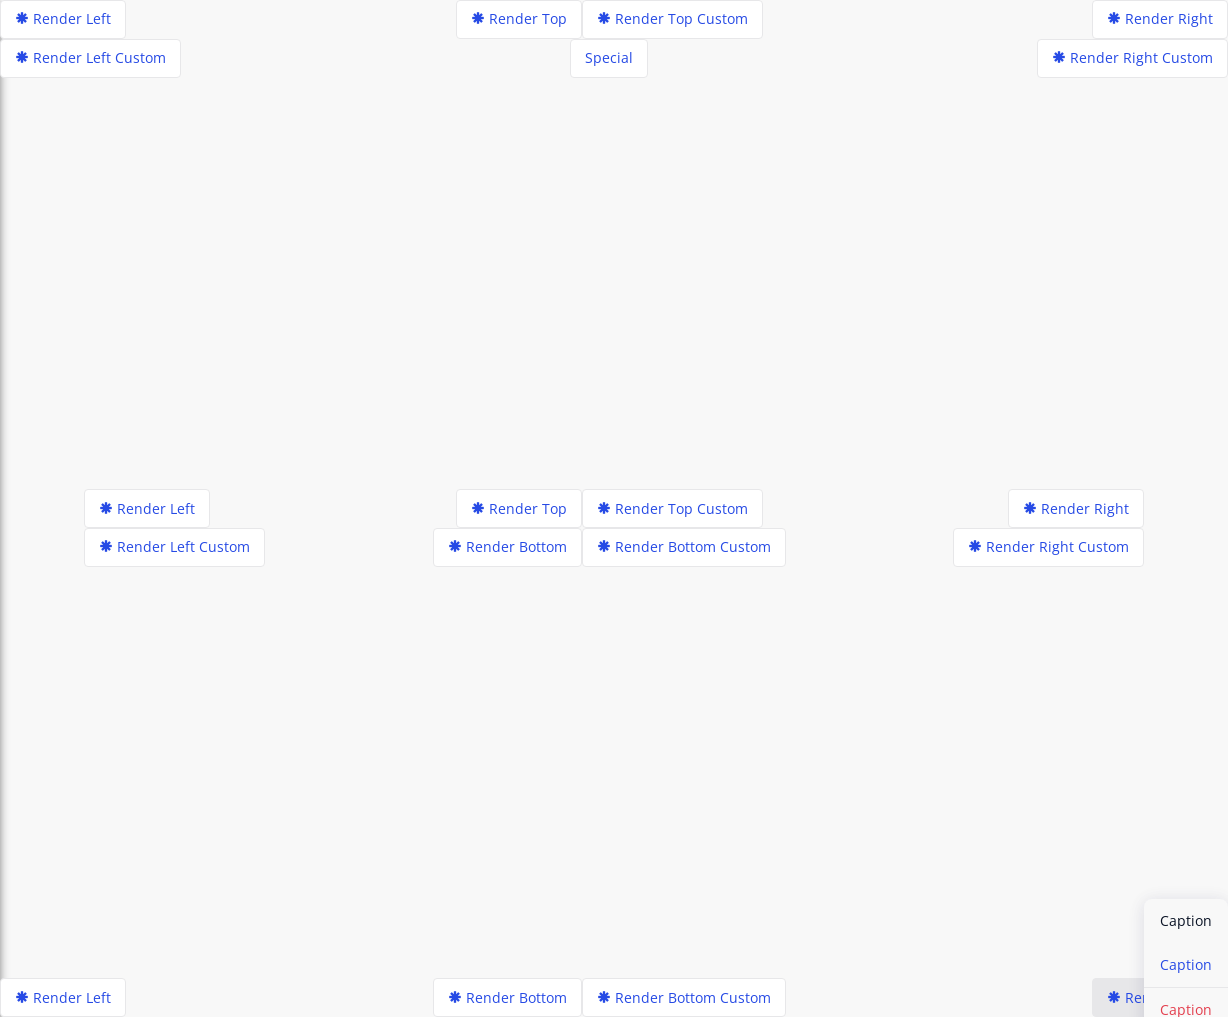 Render Left
Render Top
Render Top Custom
Render Right
Render Left Custom
Special
Render Right Custom
Render Left
Render Top
Render Top Custom
Render Right
Render Left Custom
Render Bottom
Render Bottom Custom
Render Right Custom
Caption
Caption
Render Left
Render Bottom
Render Bottom Custom
Caption